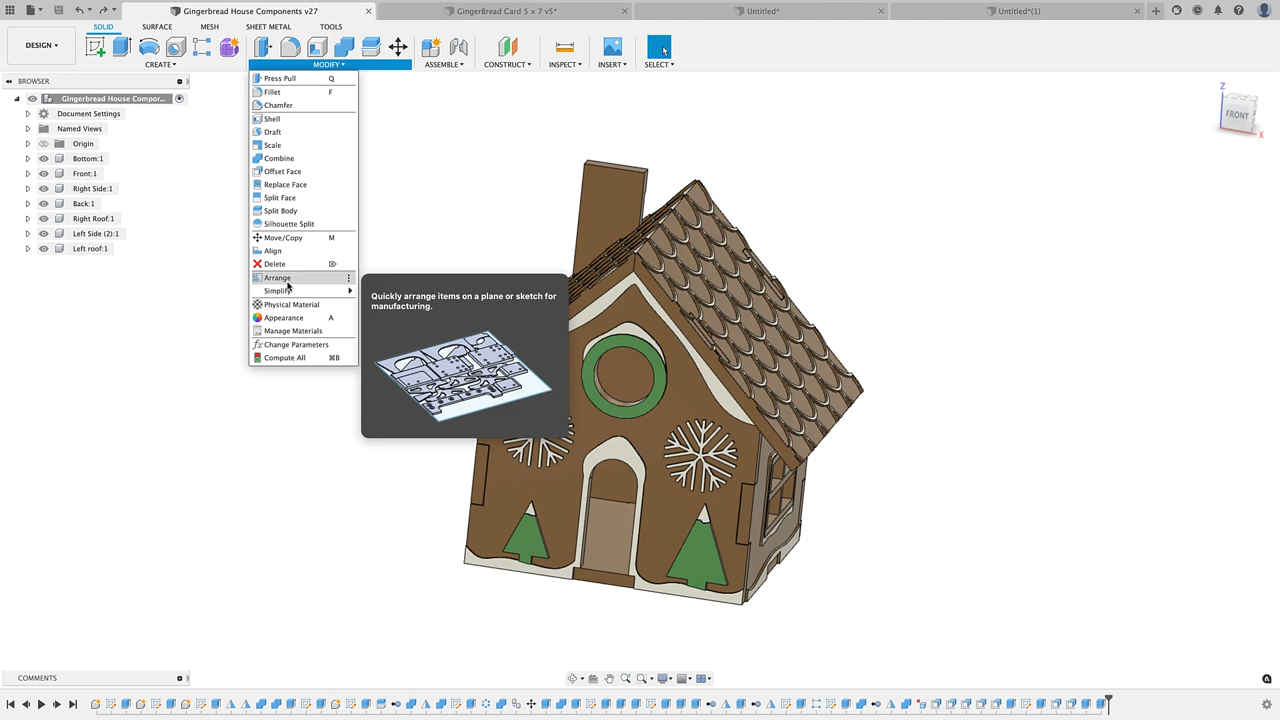 Gingerbread House Components v27
GingerBread Card 5 x 7 v5*
Untitled*
Untitled*(1)
SOLID
SURFACE
MESH
SHEET METAL
TOOLS
DESIGN
CREATE
MODIFY
ASSEMBLE
CONSTRUCT
INSPECT
INSERT
SELECT
BROWSER
Gingerbread House Compor...
Document Settings
Named Views
Origin
Bottom:1
Front:1
Right Side:1
Back:1
Right Roof:1
Left Side (2):1
Left roof:1
Press Pull Q
Fillet F
Chamfer
Shell
Draft
Scale
Combine
Offset Face
Replace Face
Split Face
Split Body
Silhouette Split
Move/Copy M
Align
Delete ⌦
Arrange
Simplify
Physical Material
Appearance A
Manage Materials
Change Parameters
Compute All ⌘B
Quickly arrange items on a plane or sketch for
manufacturing.
Z
FRONT
X
COMMENTS